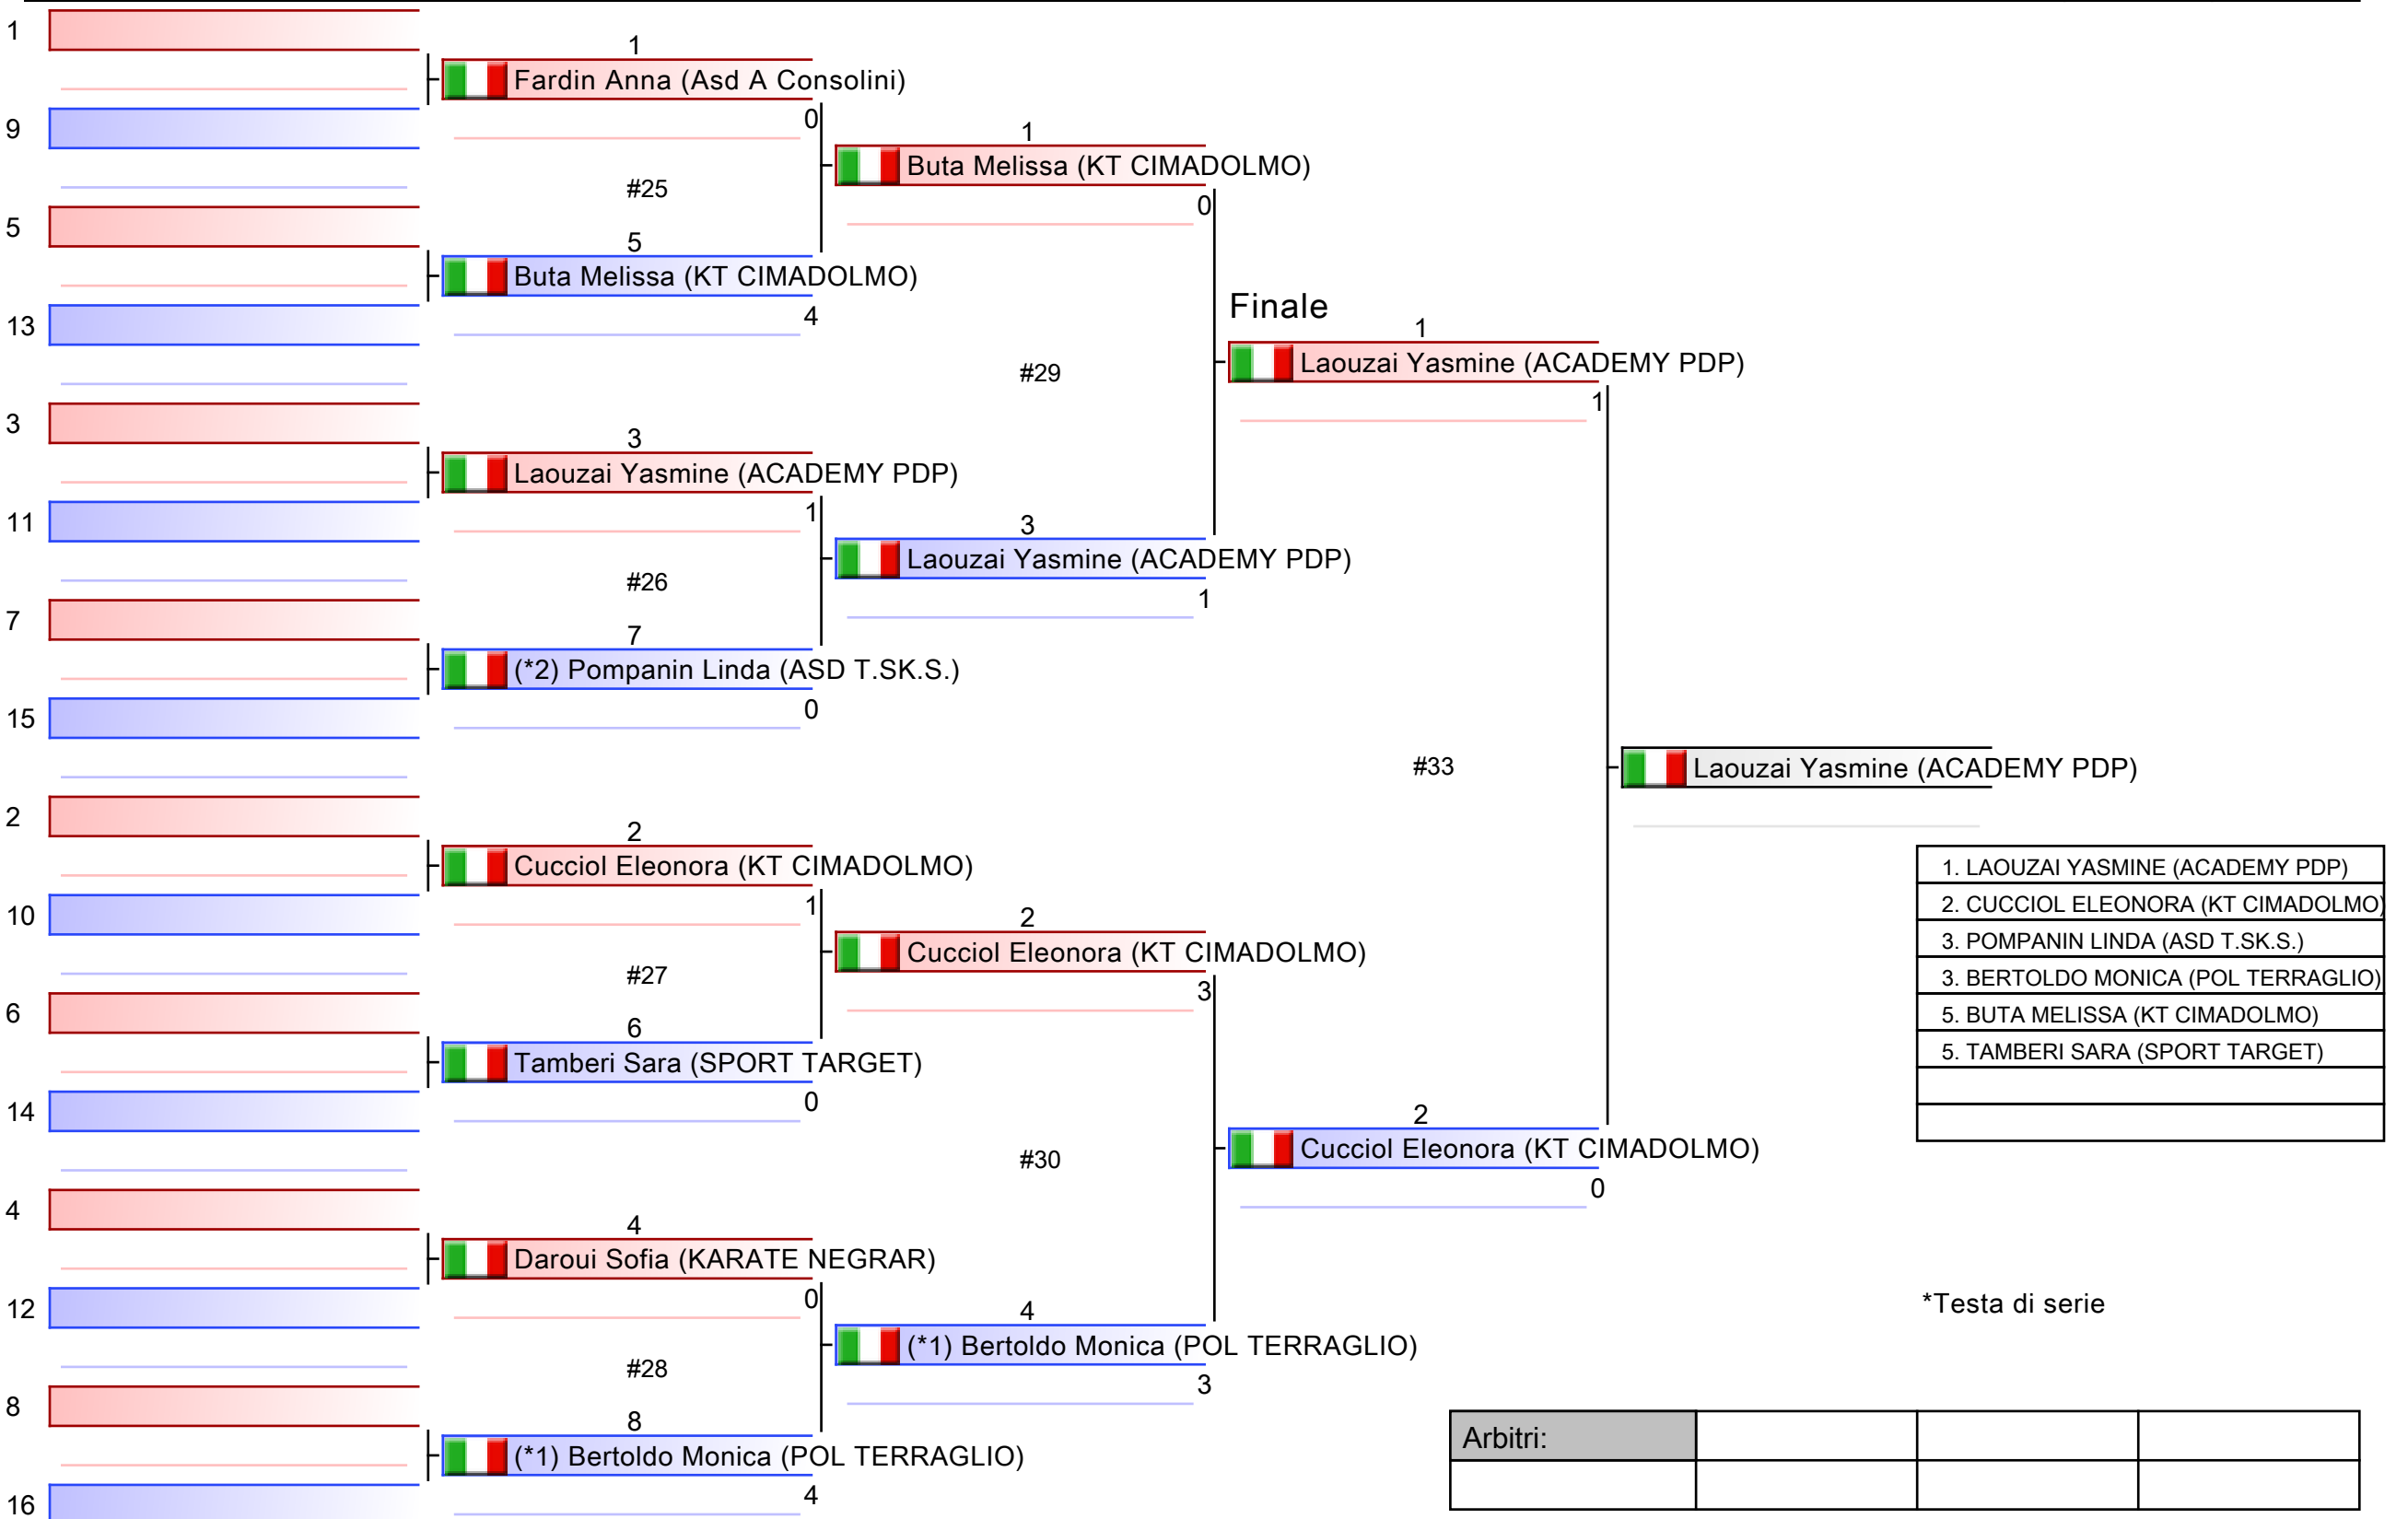 1
9
5
13
3
11
7
15
2
10
6
14
4
12
8
16
1
Fardin Anna (Asd A Consolini)
0
#25
5
Buta Melissa (KT CIMADOLMO)
4
3
Laouzai Yasmine (ACADEMY PDP)
1
#26
7
(*2) Pompanin Linda (ASD T.SK.S.)
0
2
Cucciol Eleonora (KT CIMADOLMO)
1
#27
6
Tamberi Sara (SPORT TARGET)
0
4
Daroui Sofia (KARATE NEGRAR)
0
#28
8
(*1) Bertoldo Monica (POL TERRAGLIO)
4
1
Buta Melissa (KT CIMADOLMO)
0
#29
3
Laouzai Yasmine (ACADEMY PDP)
1
2
Cucciol Eleonora (KT CIMADOLMO)
3
#30
4
(*1) Bertoldo Monica (POL TERRAGLIO)
3
Finale
1
Laouzai Yasmine (ACADEMY PDP)
1
#33
2
Cucciol Eleonora (KT CIMADOLMO)
0
Laouzai Yasmine (ACADEMY PDP)
1. LAOUZAI YASMINE (ACADEMY PDP)
2. CUCCIOL ELEONORA (KT CIMADOLMO)
3. POMPANIN LINDA (ASD T.SK.S.)
3. BERTOLDO MONICA (POL TERRAGLIO)
5. BUTA MELISSA (KT CIMADOLMO)
5. TAMBERI SARA (SPORT TARGET)
*Testa di serie
Arbitri: